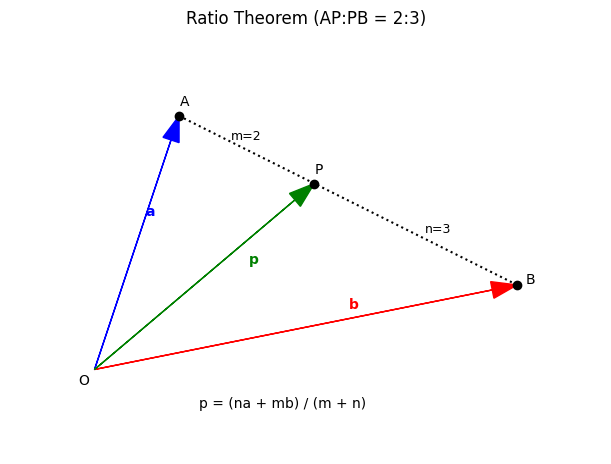 Ratio Theorem (AP:PB = 2:3)
A
m=2
P
a
n=3
p
B
b
O
p = (na + mb) / (m + n)